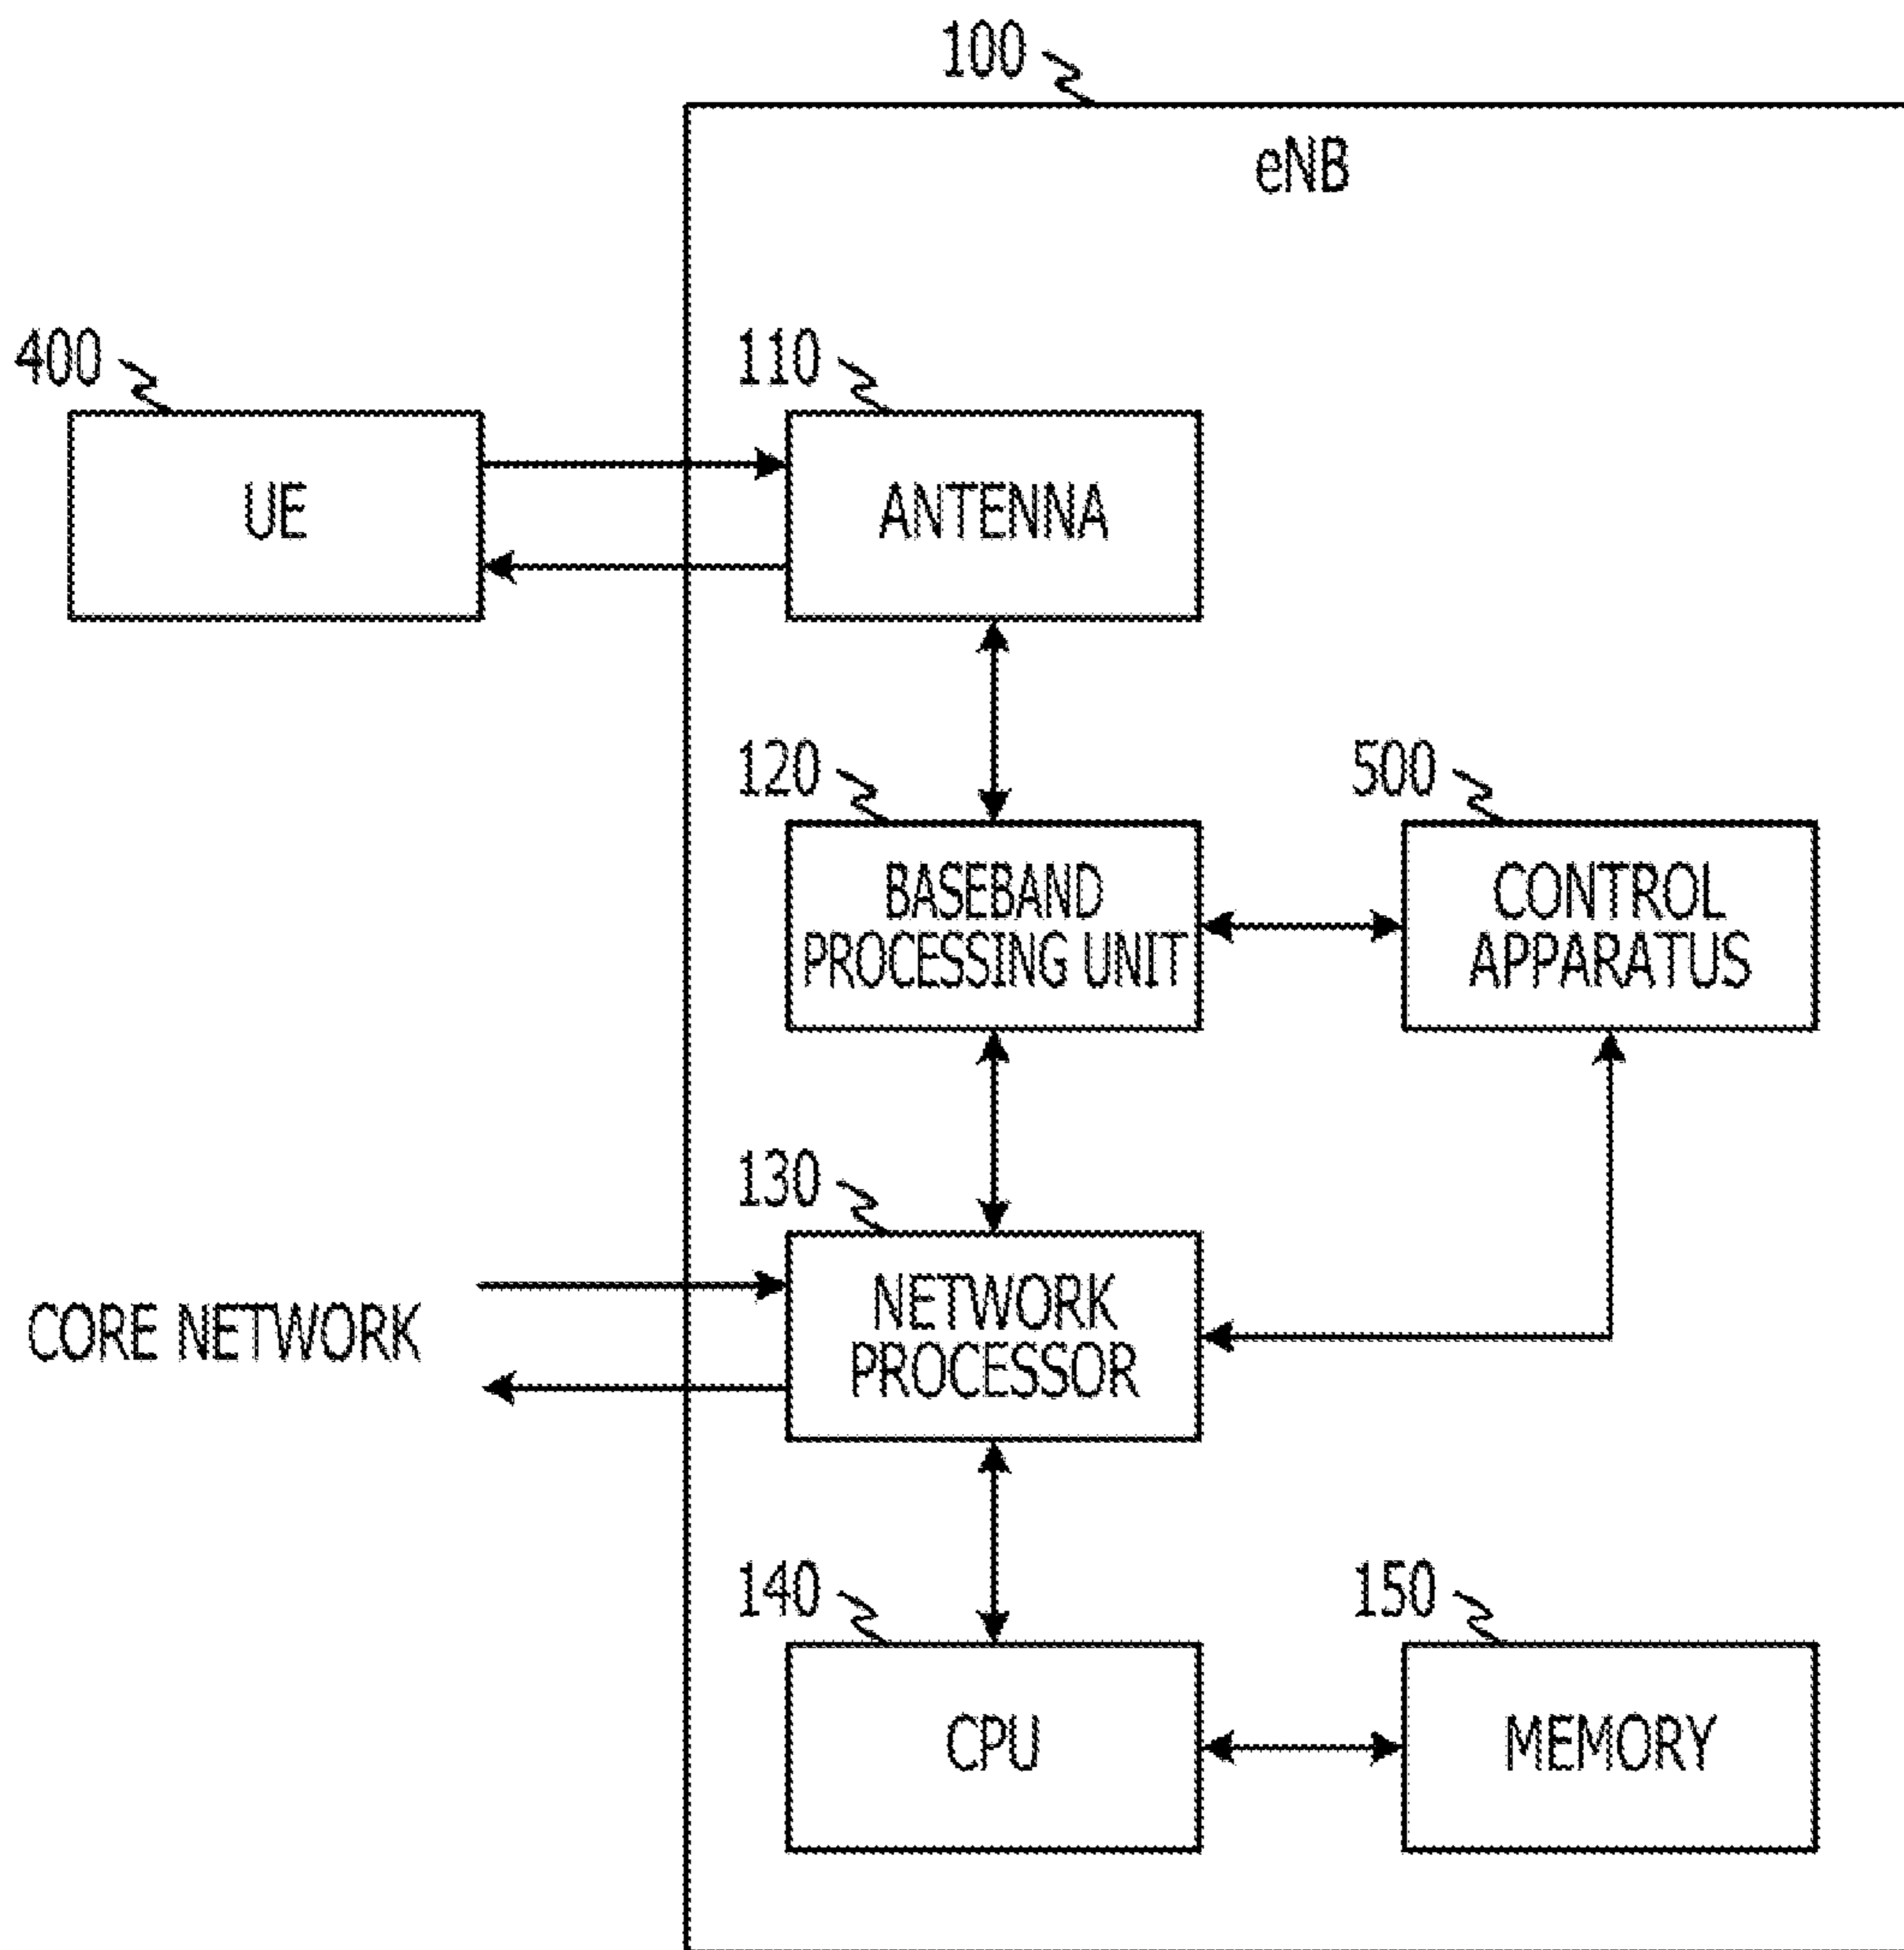 100
eNB
400
110
UE
ANTENNA
120
500
BASEBAND
PROCESSING UNIT
CONTROL
APPARATUS
130
CORE NETWORK
NETWORK
PROCESSOR
140
150
CPU
MEMORY